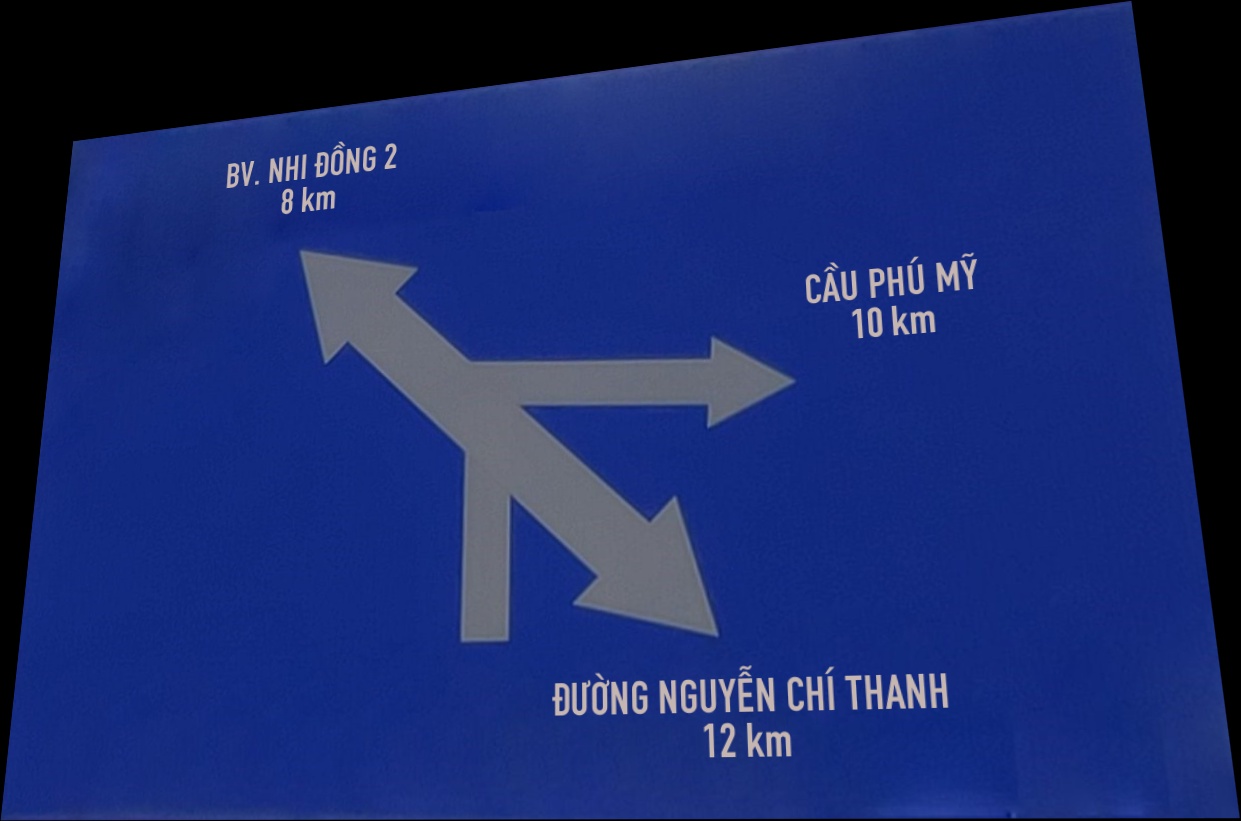 BV. NHI ĐỒNG 2
8 km
CẦU PHÚ MỸ
10 km
ĐƯỜNG NGUYỄN CHÍ THANH
12 km